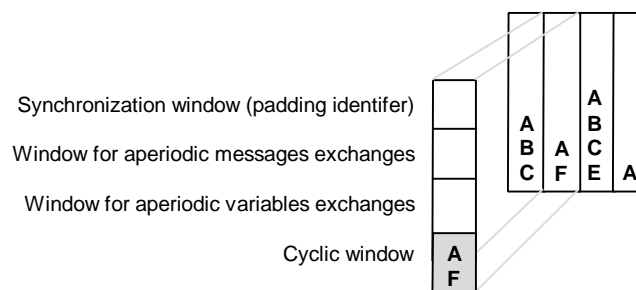 Synchronization window (padding identifer)
Window for aperiodic messages exchanges
Window for aperiodic variables exchanges
Cyclic window
A
F
A
B
C
A
F
A
B
C
E
A